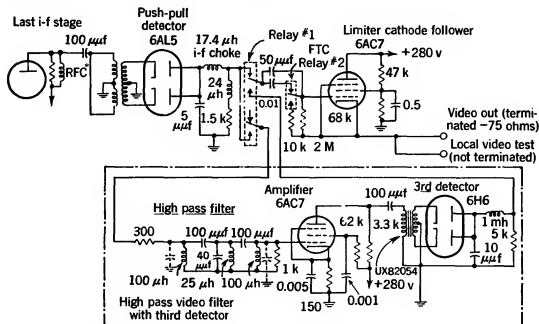 Last i-f stage
100 μμf
RFC
Push-pull
detector
6AL5
17.4 μh
i-f choke
24
μh
5
μμf
1.5 k
Relay #1
50 μμf
FTC
Relay #2
0.01
10 k
2 M
Limiter cathode follower
6AC7
+280 v
47 k
0.5
68 k
Video out (termi-
nated -75 ohms)
Local video test
(not terminated)
High pass filter
300
100 μμf
100 μμf
40
μμf
100 μh
25 μh
100 μh
High pass video filter
with third detector
Amplifier
6AC7
1 k
0.005
150
0.001
62 k
3.3 k
100 μμf
UX82054
+280 v
3rd detector
6H6
1 mh
5 k
10
μμf